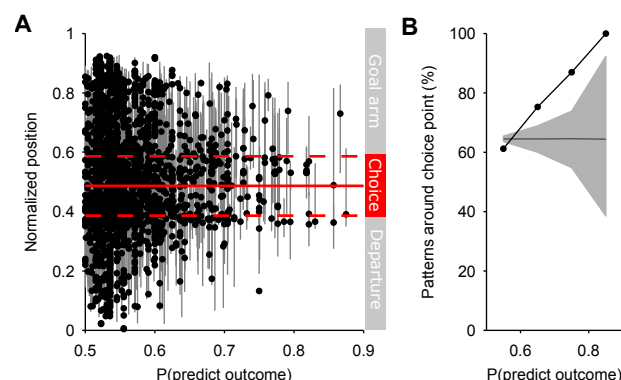 A
B
Normalized position
1
0.8
0.6
0.4
0.2
0
0.5
0.6
0.7
0.8
0.9
P(predict outcome)
Goal arm
Choice
Departure
Patterns around choice point (%)
100
80
60
40
20
0
0.6
0.8
P(predict outcome)